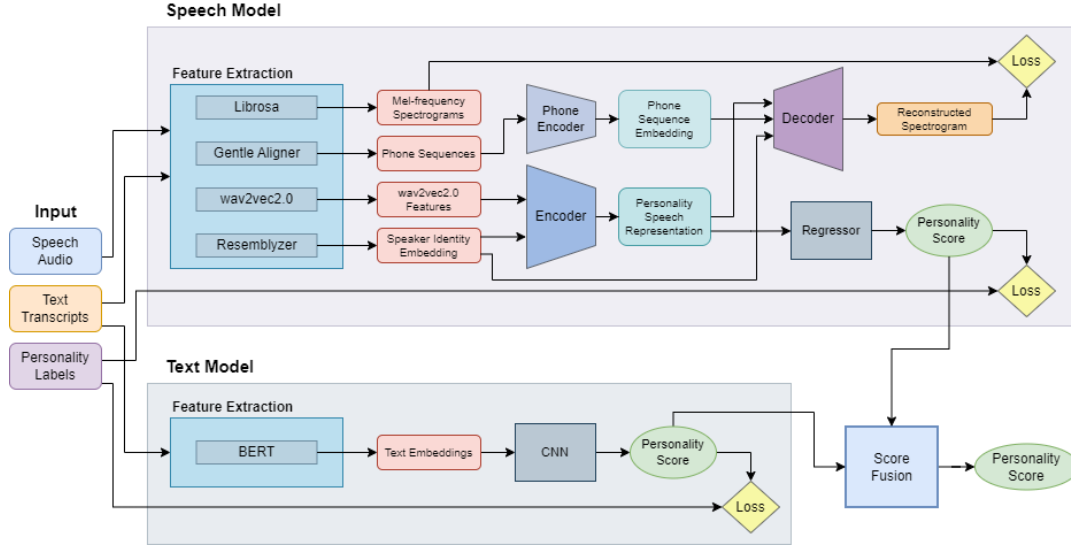 Speech Model
Feature Extraction
Librosa
Gentle Aligner
wav2vec2.0
Resemblyzer
Mel-frequency
Spectrograms
Phone Sequences
wav2vec2.0
Features
Speaker Identity
Embedding
Phone
Encoder
Encoder
Phone
Sequence
Embedding
Personality
Speech
Representation
Decoder
Reconstructed
Spectrogram
Loss
Regressor
Personality
Score
Loss
Input
Speech
Audio
Text
Transcripts
Personality
Labels
Text Model
Feature Extraction
BERT
Text Embeddings
CNN
Personality
Score
Loss
Score
Fusion
Personality
Score